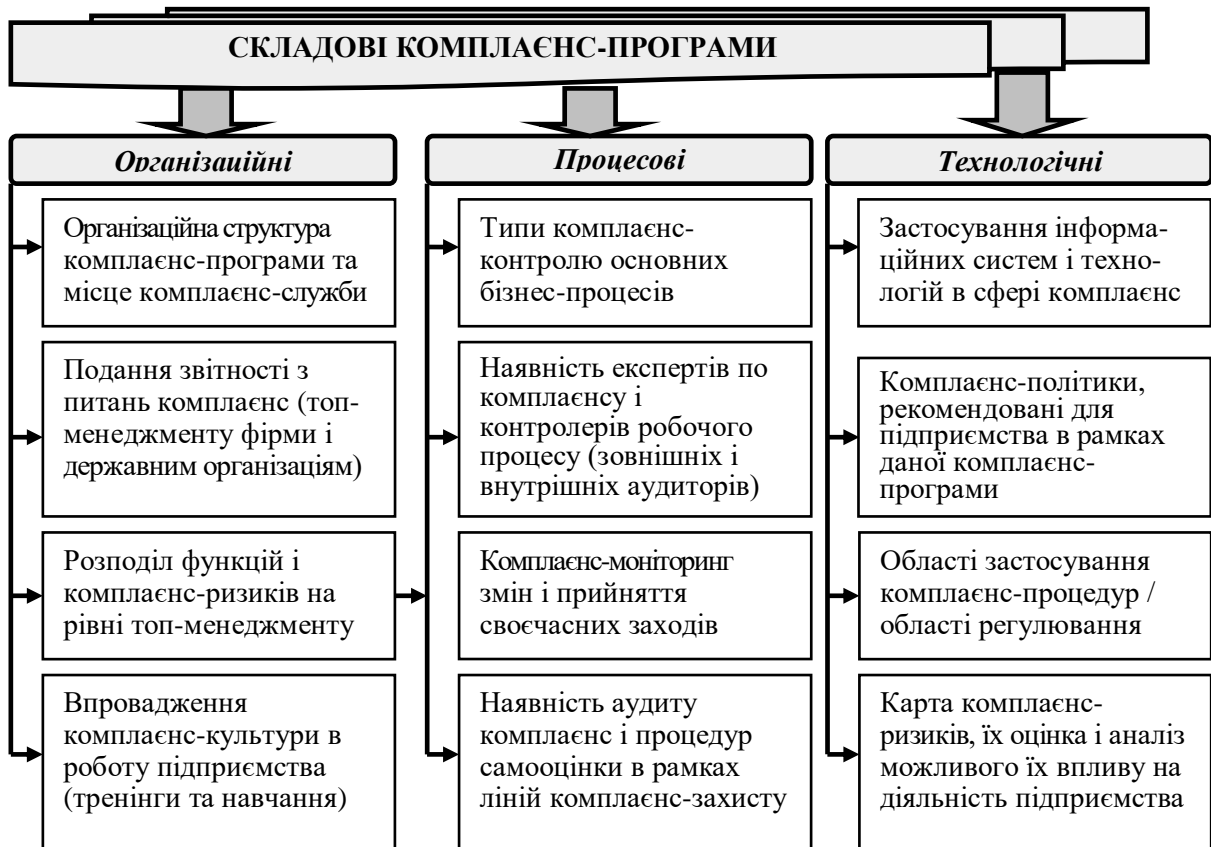 СКЛАДОВІ КОМПЛАЄНС-ПРОГРАМИ
Організаційні
Організаційна структура
комплаєнс-програми та
місце комплаєнс-служби
Подання звітності з
питань комплаєнс (топ-
менеджменту фірми і
державним організаціям)
Розподіл функцій і
комплаєнс-ризиків на
рівні топ-менеджменту
Впровадження
комплаєнс-культури в
роботу підприємства
(тренінги та навчання)
Процесові
Типи комплаєнс-
контролю основних
бізнес-процесів
Наявність експертів по
комплаєнсу і
контролерів робочого
процесу (зовнішніх і
внутрішніх аудиторів)
Комплаєнс-моніторинг
змін і прийняття
своєчасних заходів
Наявність аудиту
комплаєнс і процедур
самооцінки в рамках
ліній комплаєнс-захисту
Технологічні
Застосування інформа-
ційних систем і техно-
логій в сфері комплаєнс
Комплаєнс-політики,
рекомендовані для
підприємства в рамках
даної комплаєнс-
програми
Області застосування
комплаєнс-процедур /
області регулювання
Карта комплаєнс-
ризиків, їх оцінка і аналіз
можливого їх впливу на
діяльність підприємства